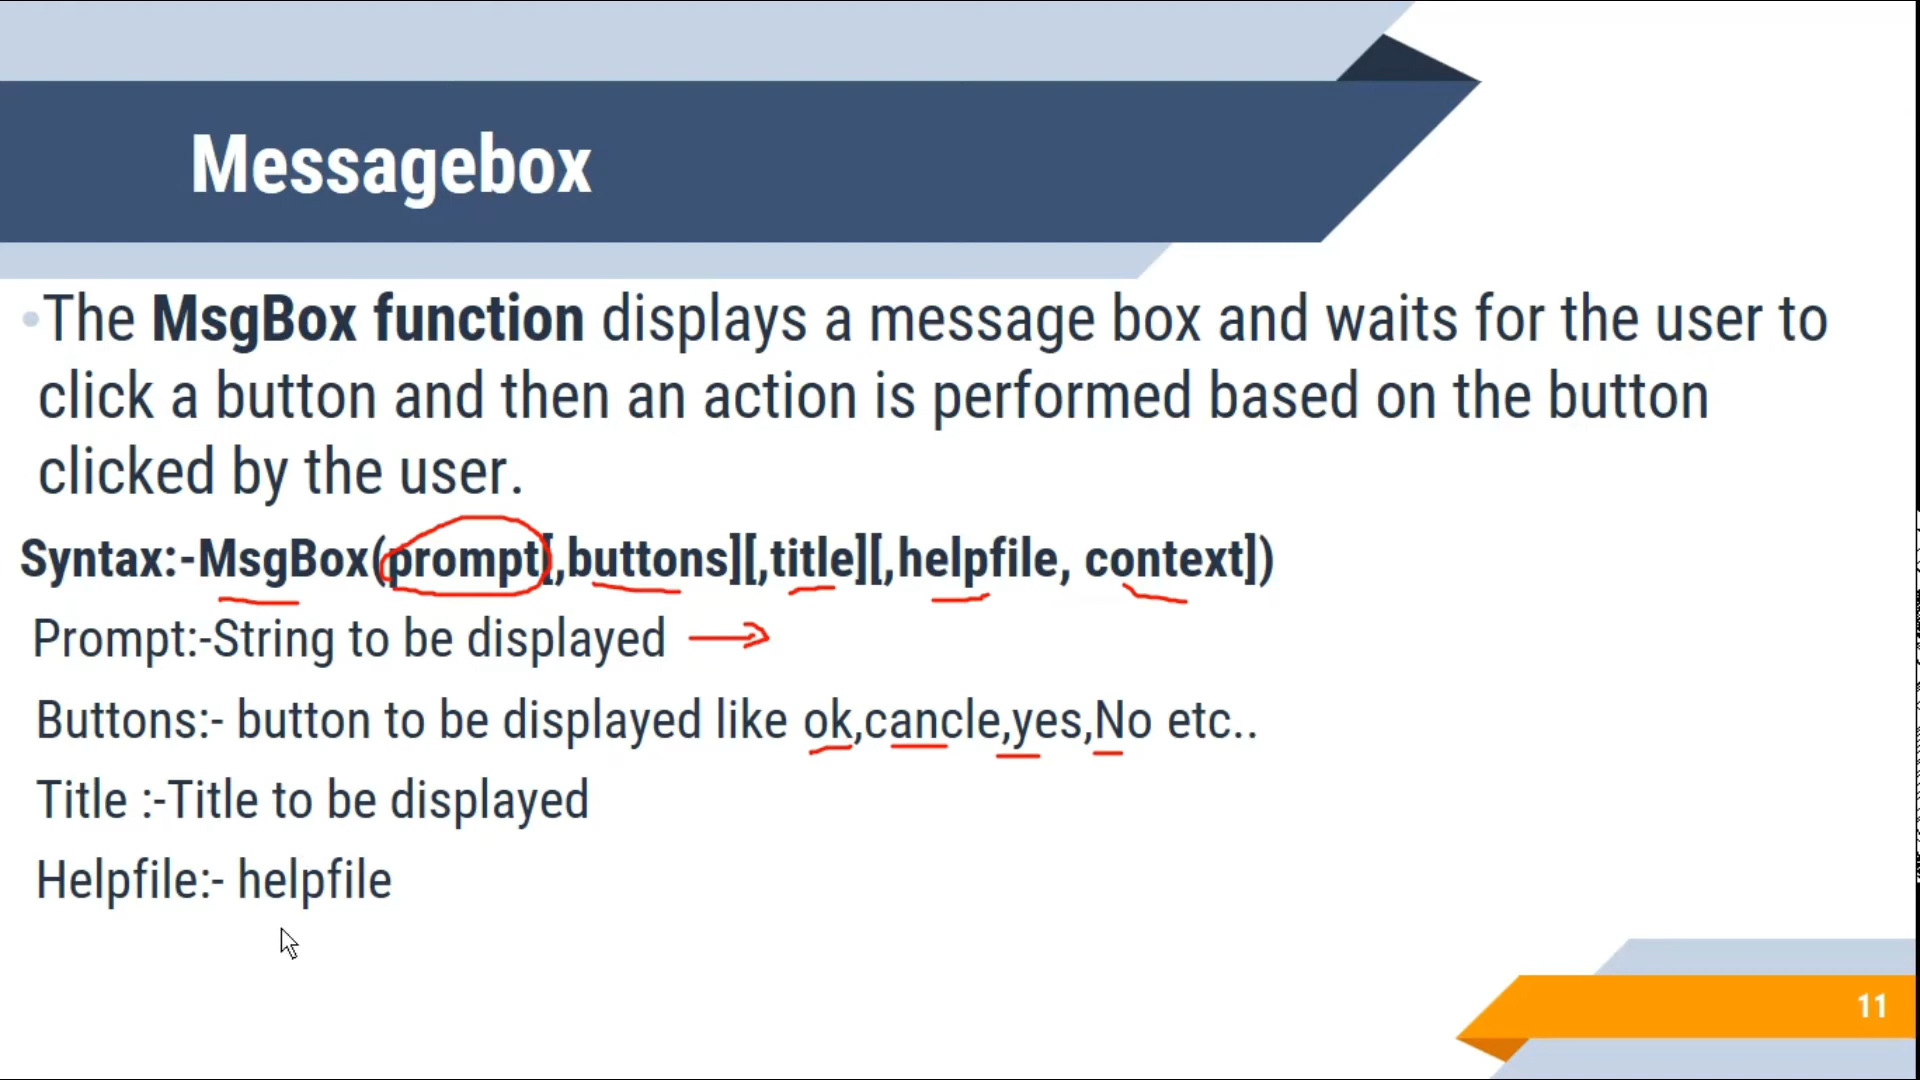 Messagebox
•The MsgBox function displays a message box and waits for the user to
click a button and then an action is performed based on the button
clicked by the user.
Syntax:-MsgBox(prompt[,buttons][,title][,helpfile, context])
Prompt:-String to be displayed
Buttons:- button to be displayed like ok,cancle,yes,No etc..
Title :-Title to be displayed
Helpfile:- helpfile
11